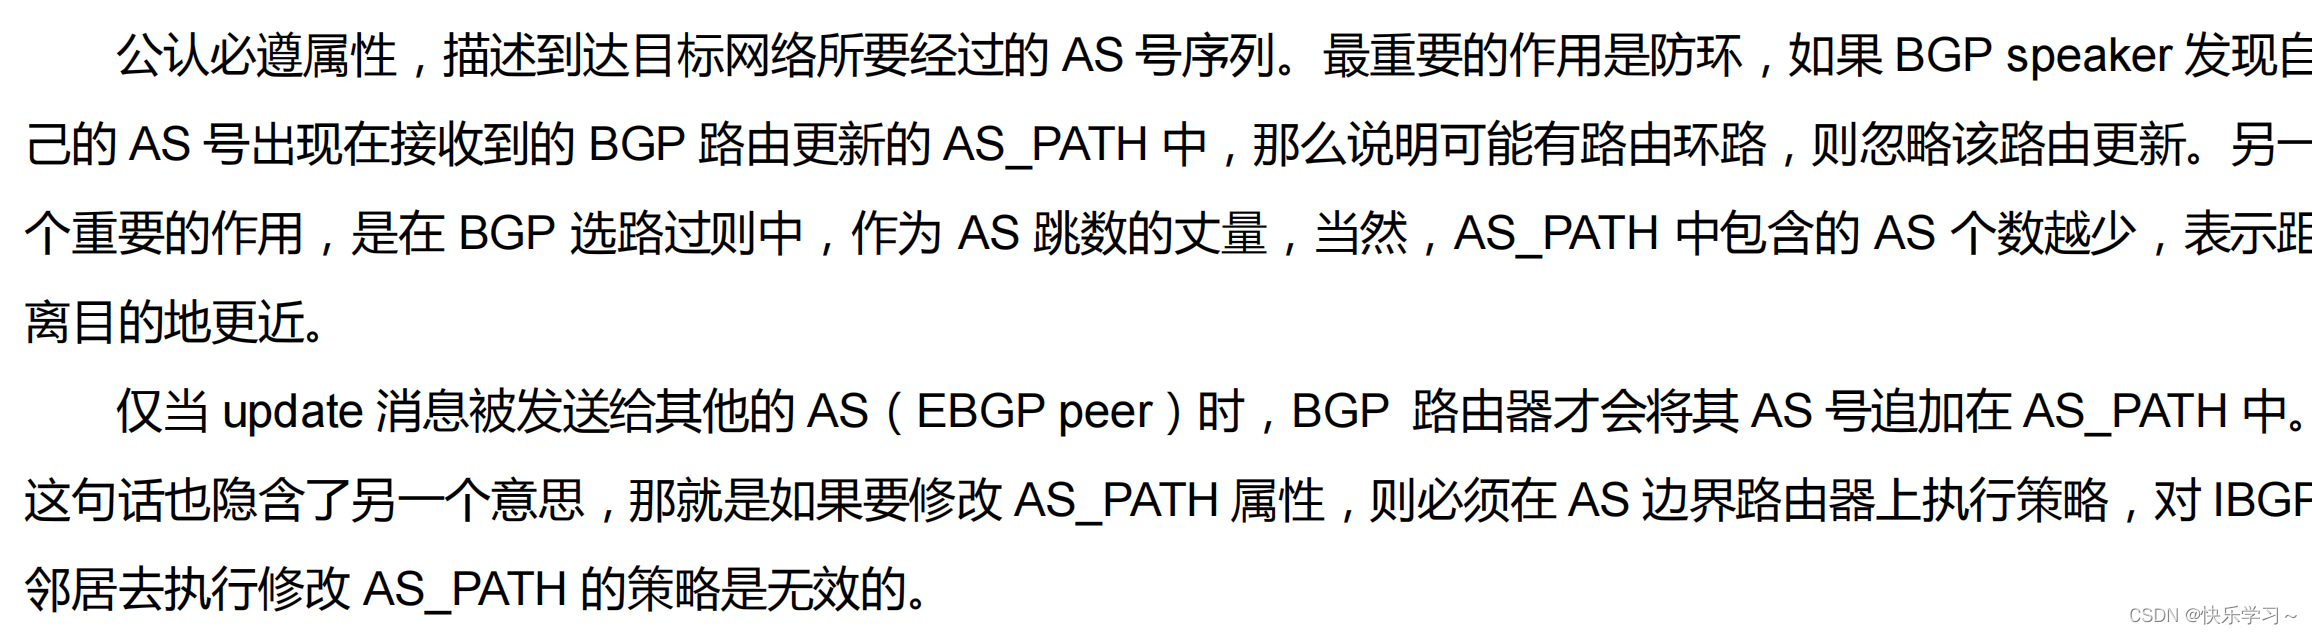 公认必遵属性，描述到达目标网络所要经过的 AS 号序列。最重要的作用是防环，如果 BGP speaker 发现自
己的 AS 号出现在接收到的 BGP 路由更新的 AS_PATH 中，那么说明可能有路由环路，则忽略该路由更新。另一
个重要的作用，是在 BGP 选路过则中，作为 AS 跳数的丈量，当然，AS_PATH 中包含的 AS 个数越少，表示距
离目的地更近。
仅当 update 消息被发送给其他的 AS（EBGP peer）时，BGP 路由器才会将其 AS 号追加在 AS_PATH 中。
这句话也隐含了另一个意思，那就是如果要修改 AS_PATH 属性，则必须在 AS 边界路由器上执行策略，对 IBGP
邻居去执行修改 AS_PATH 的策略是无效的。
CSDN @快乐学习～